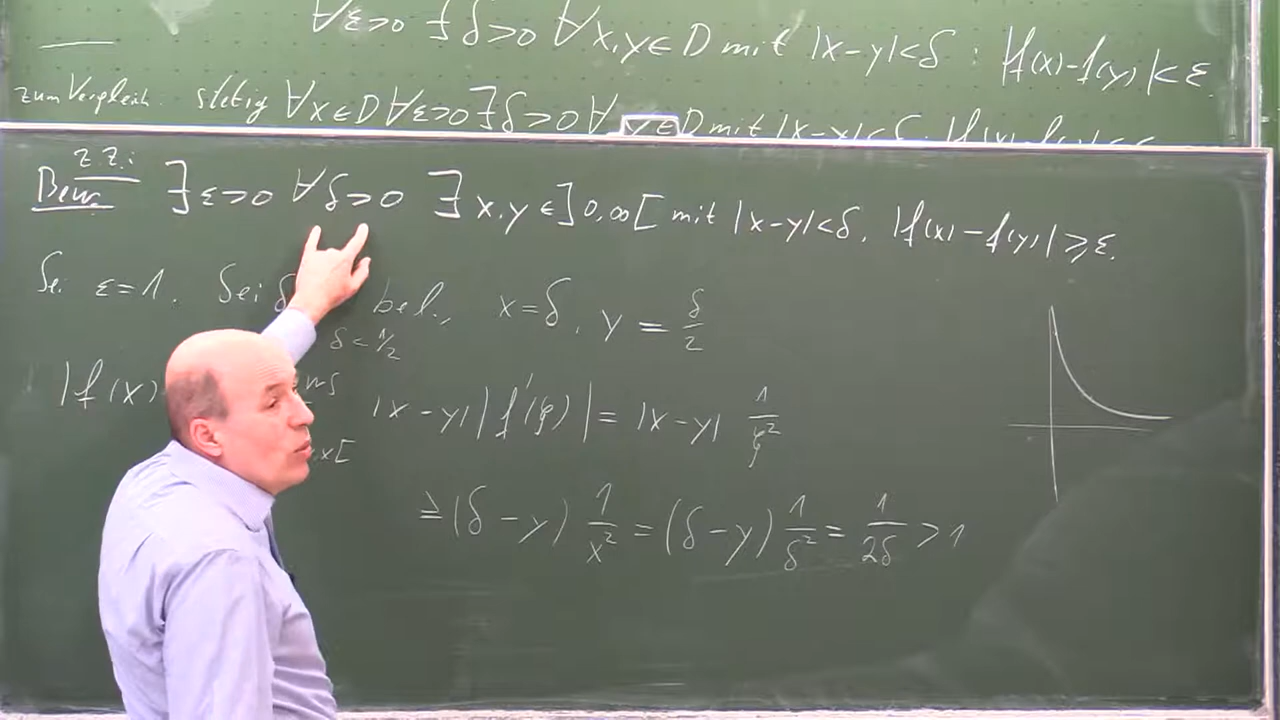 ∀ε>0 ∃δ>0 ∀x,y∈D mit |x-y|<δ : |f(x)-f(y)|<ε.
zum Vergleich: stetig ∀x∈D ∀ε>0 ∃δ>0 ∀y∈D mit |x-y|<δ
z.z.:
Bew ∃ε>0 ∀δ>0 ∃x,y∈]0,∞[ mit |x-y|<δ, |f(x)-f(y)|≥ε.
Sei ε=1. Sei δ bel., x=δ, y=δ/2
δ<1/2
|f(x) |x-y| |f'(ξ)| = |x-y| 1/ξ²
x[
≥(δ-y) 1/x² = (δ-y) 1/δ² = 1/2δ >1